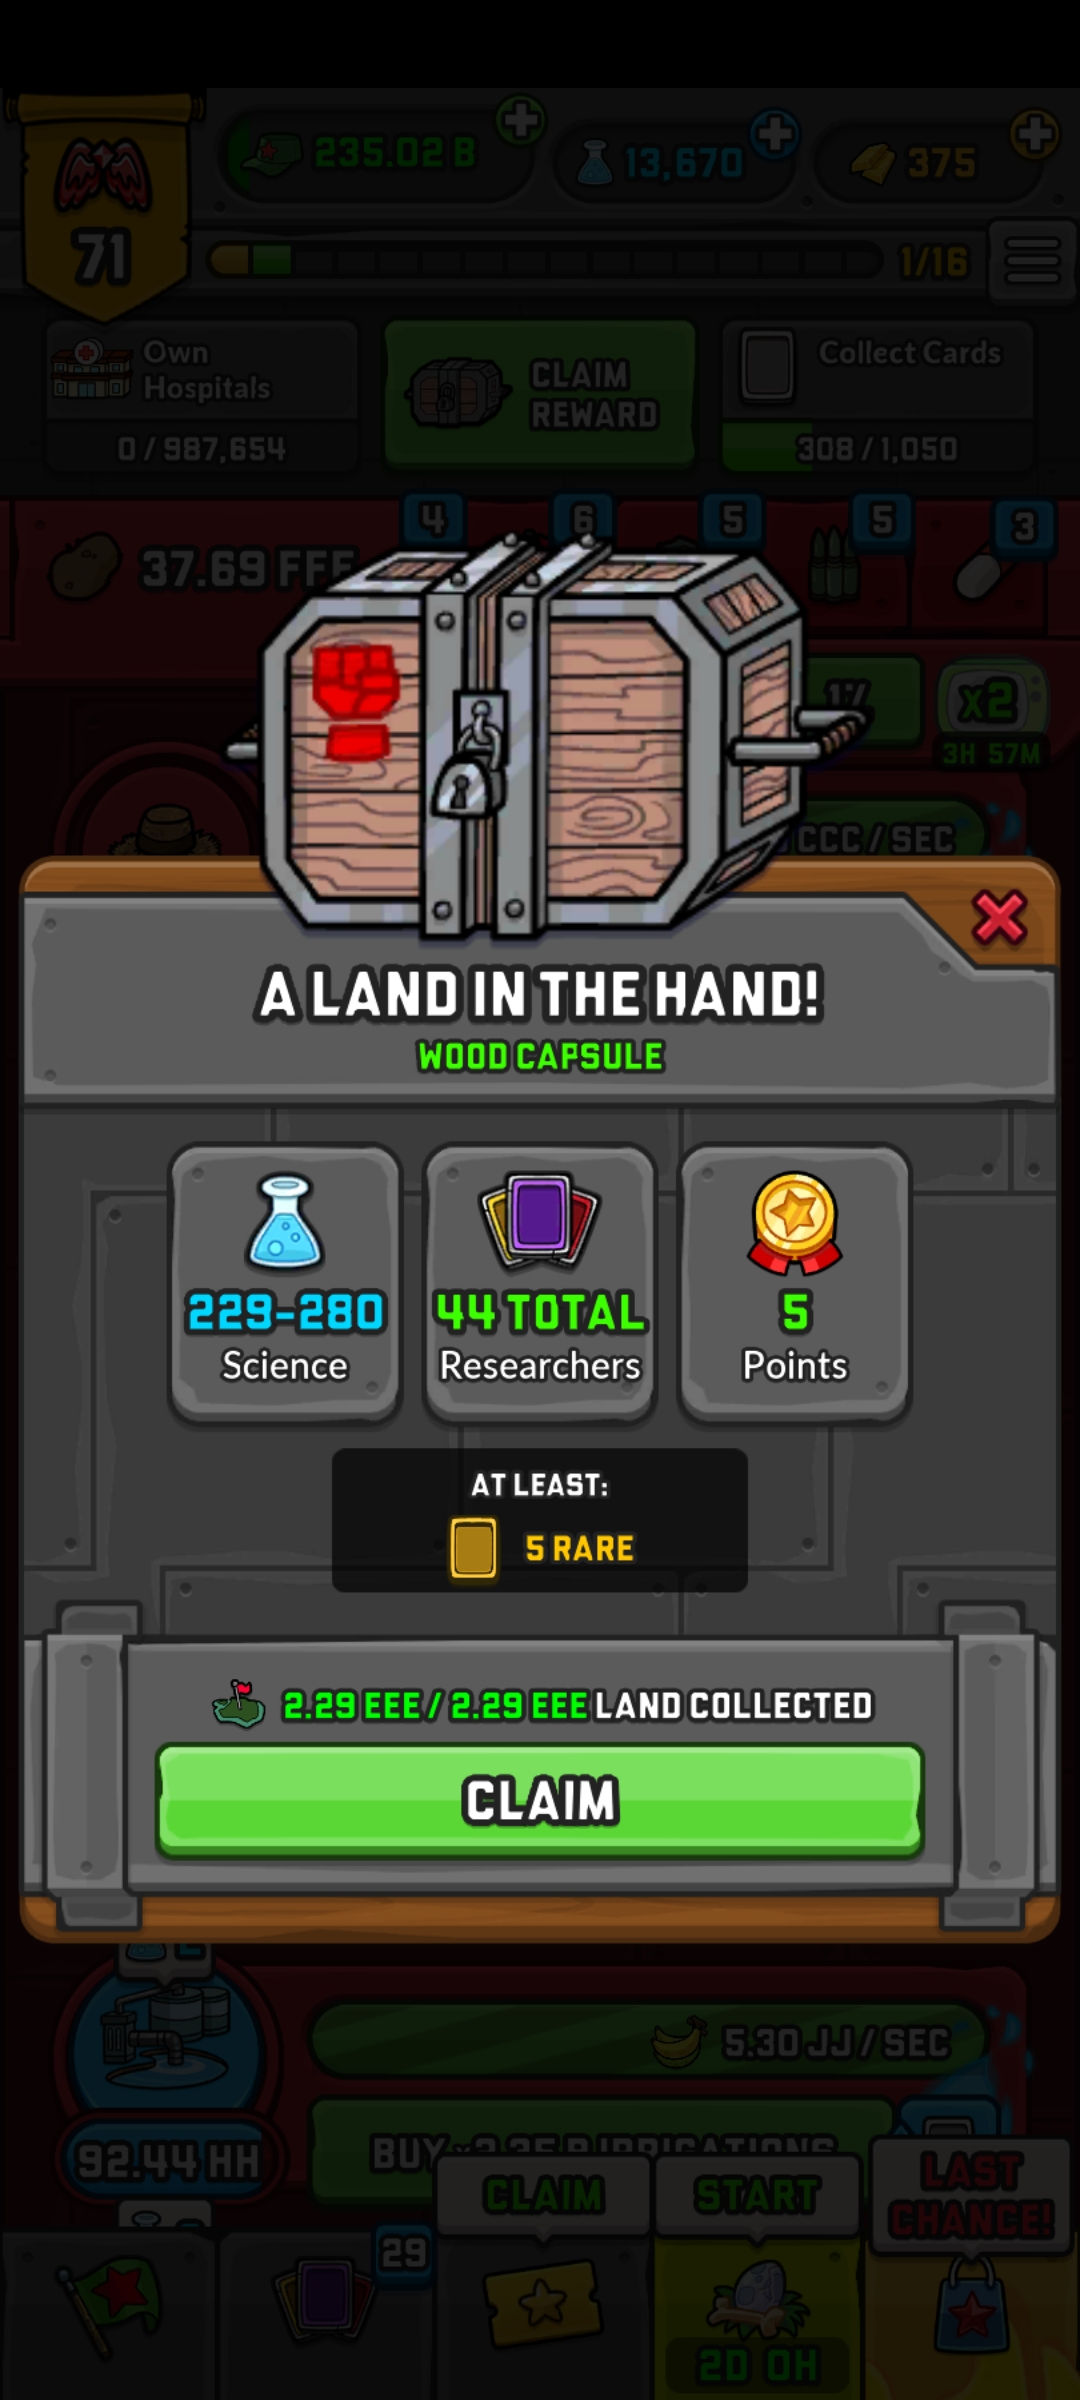 235.02 B
13,670
375
71
1/16
Own
Hospitals
0 / 987,654
CLAIM
REWARD
Collect Cards
308 / 1,050
4
6
5
5
3
37.69 FFF
17
x2
3H 57M
CCC / SEC
A LAND IN THE HAND!
WOOD CAPSULE
229-280
Science
44 TOTAL
Researchers
5
Points
AT LEAST:
5 RARE
2.29 EEE / 2.29 EEE LAND COLLECTED
CLAIM
5.30 JJ / SEC
92.44 HH
BUY
CLAIM
START
LAST
CHANCE!
29
2D 0H